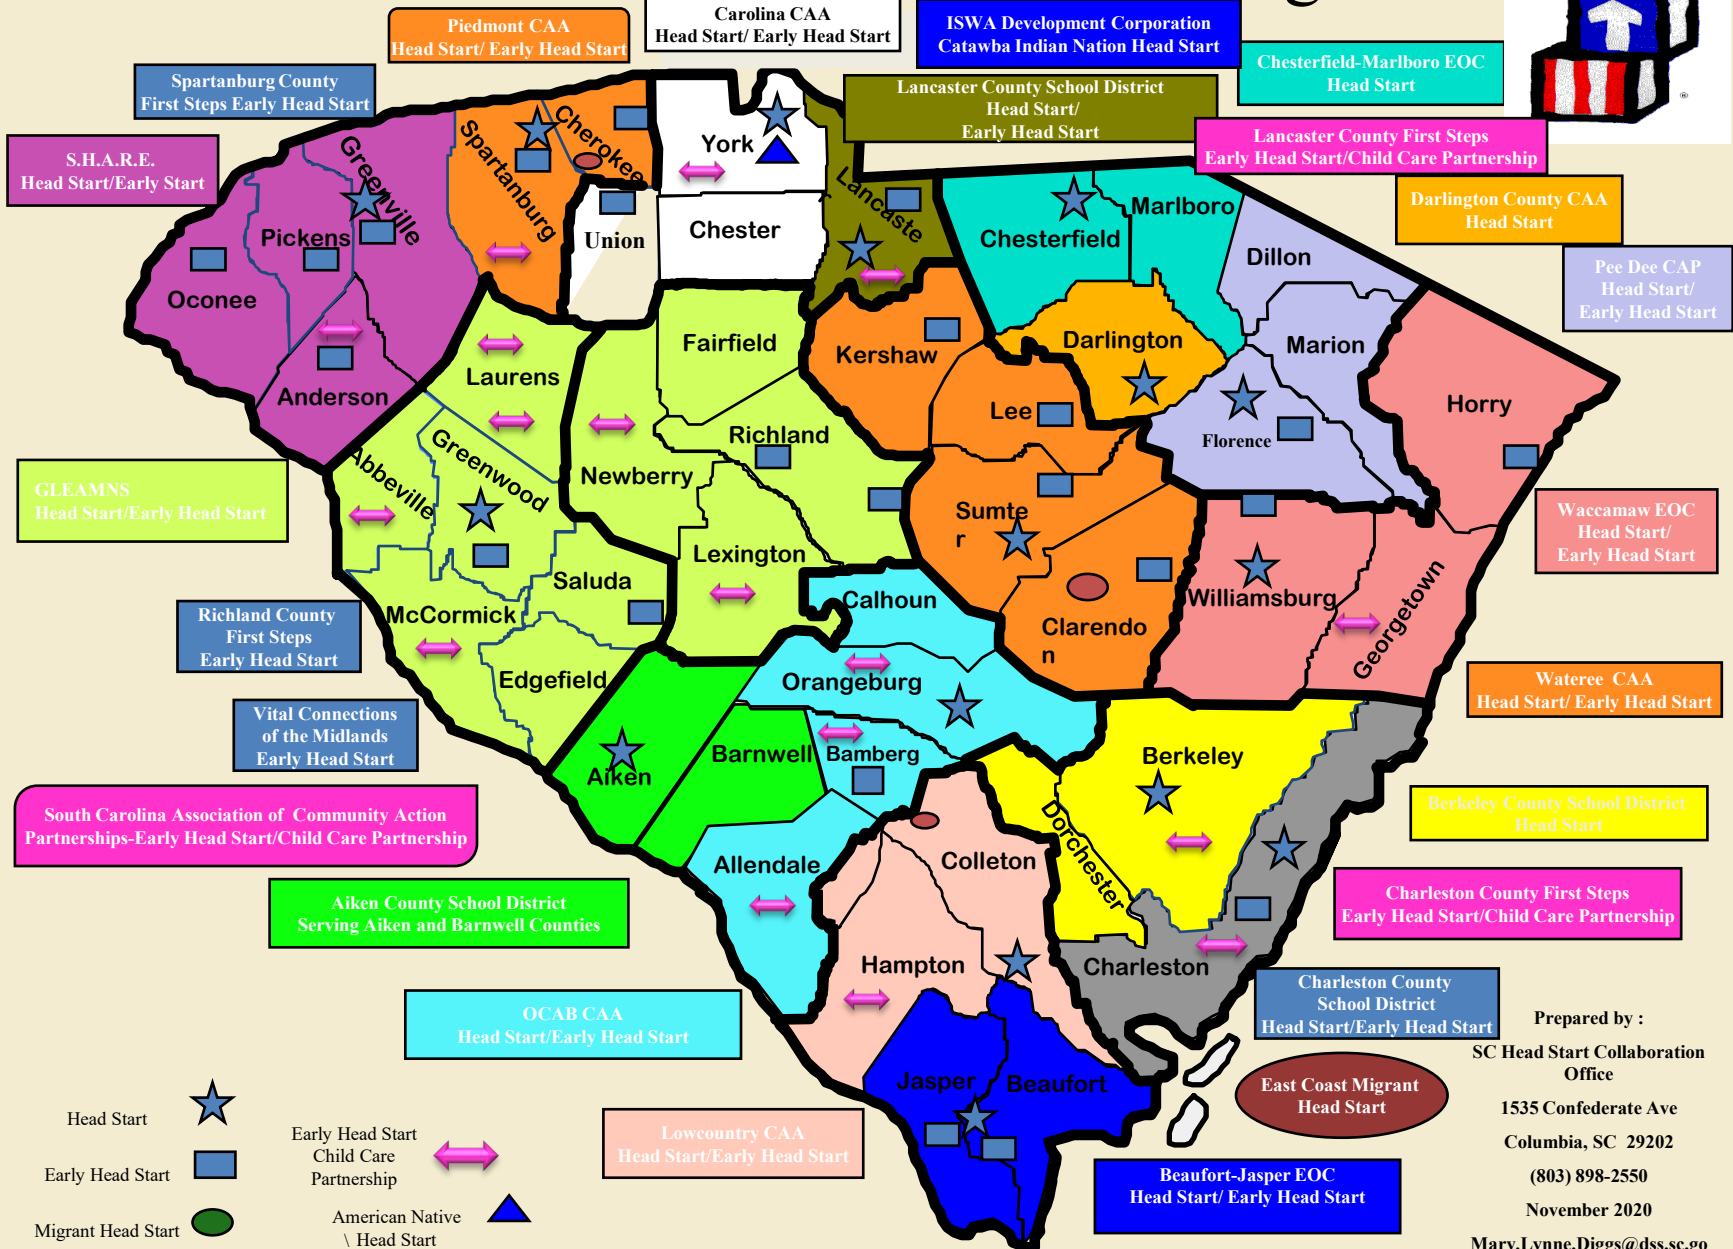 Piedmont CAA
Head Start/ Early Head Start
Carolina CAA
Head Start/ Early Head Start
ISWA Development Corporation
Catawba Indian Nation Head Start
Chesterfield-Marlboro EOC
Head Start
Spartanburg County
First Steps Early Head Start
Lancaster County School District
Head Start/
Early Head Start
Lancaster County First Steps
Early Head Start/Child Care Partnership
S.H.A.R.E.
Head Start/Early Start
Darlington County CAA
Head Start
Pee Dee CAP
Head Start/
Early Head Start
Greenville
Spartanburg
Cherokee
York
Lancaste
r
Pickens
Union
Chester
Chesterfield
Marlboro
Dillon
Oconee
Fairfield
Kershaw
Darlington
Marion
Anderson
Laurens
Lee
Horry
Richland
Florence
Abbeville
Greenwood
Newberry
Sumte
r
GLEAMNS
Head Start/Early Head Start
Waccamaw EOC
Head Start/
Early Head Start
Lexington
Saluda
Calhoun
Williamsburg
Georgetown
McCormick
Clarendo
n
Richland County
First Steps
Early Head Start
Edgefield
Orangeburg
Wateree CAA
Head Start/ Early Head Start
Vital Connections
of the Midlands
Early Head Start
Aiken
Barnwell
Bamberg
Berkeley
South Carolina Association of Community Action
Partnerships-Early Head Start/Child Care Partnership
Berkeley County School District
Head Start
Dorchester
Allendale
Colleton
Aiken County School District
Serving Aiken and Barnwell Counties
Charleston County First Steps
Early Head Start/Child Care Partnership
Hampton
Charleston
Charleston County
School District
Head Start/Early Head Start
OCAB CAA
Head Start/Early Head Start
Jasper
Beaufort
East Coast Migrant
Head Start
Lowcountry CAA
Head Start/Early Head Start
Beaufort-Jasper EOC
Head Start/ Early Head Start
Head Start
Early Head Start
Migrant Head Start
Early Head Start
Child Care
Partnership
American Native
\ Head Start
Prepared by :
SC Head Start Collaboration
Office
1535 Confederate Ave
Columbia, SC 29202
(803) 898-2550
November 2020
Mary.Lynne.Diggs@dss.sc.go
®